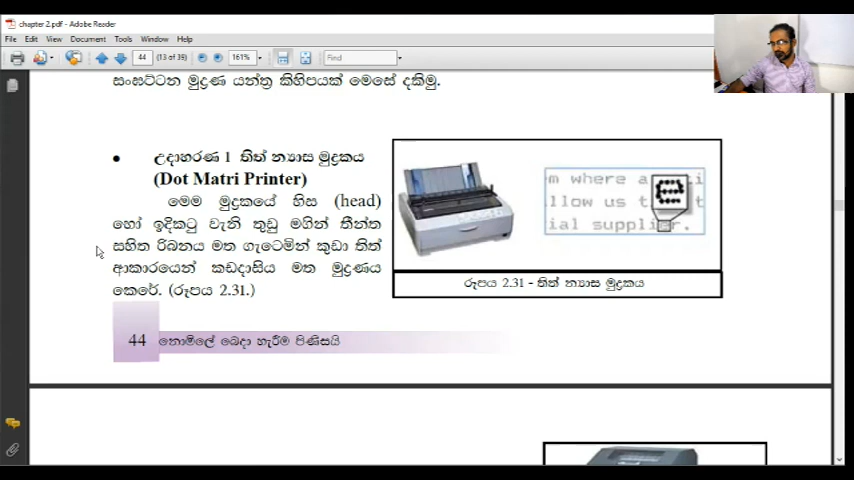 chapter 2.pdf - Adobe Reader
File Edit View Document Tools Window Help
44 (13 of 39) 161% Find
සංඝට්ටන මුද්‍රණ යන්ත්‍ර කිහිපයක් මෙසේ දකිමු.
• උදාහරණ 1 තිත් න්‍යාස මුද්‍රකය
(Dot Matri Printer)
මෙම මුද්‍රකයේ හිස (head)
හෝ ඉඳිකටු වැනි තුඩු මගින් තීන්ත
සහිත රිබනය මත ගැටෙමින් කුඩා තිත්
ආකාරයෙන් කඩදාසිය මත මුද්‍රණය
කෙරේ. (රූපය 2.31.)
m where a
llow us t
ial supplier.
රූපය 2.31 - තිත් න්‍යාස මුද්‍රකය
44 නොමිලේ බෙදා හැරීම පිණිසයි